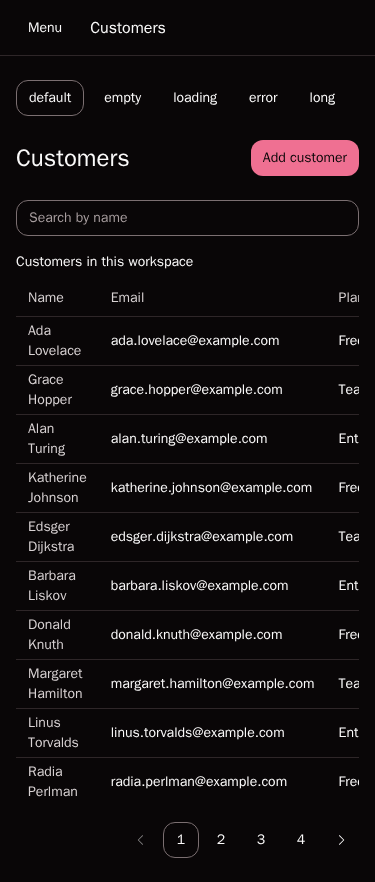 Menu Customers
default empty loading error long
Customers Add customer
Search by name
Customers in this workspace
Name Email
Ada Lovelace ada.lovelace@example.com
Grace Hopper grace.hopper@example.com
Alan Turing alan.turing@example.com
Katherine Johnson katherine.johnson@example.com
Edsger Dijkstra edsger.dijkstra@example.com
Barbara Liskov barbara.liskov@example.com
Donald Knuth donald.knuth@example.com
Margaret Hamilton margaret.hamilton@example.com
Linus Torvalds linus.torvalds@example.com
Radia Perlman radia.perlman@example.com
1 2 3 4